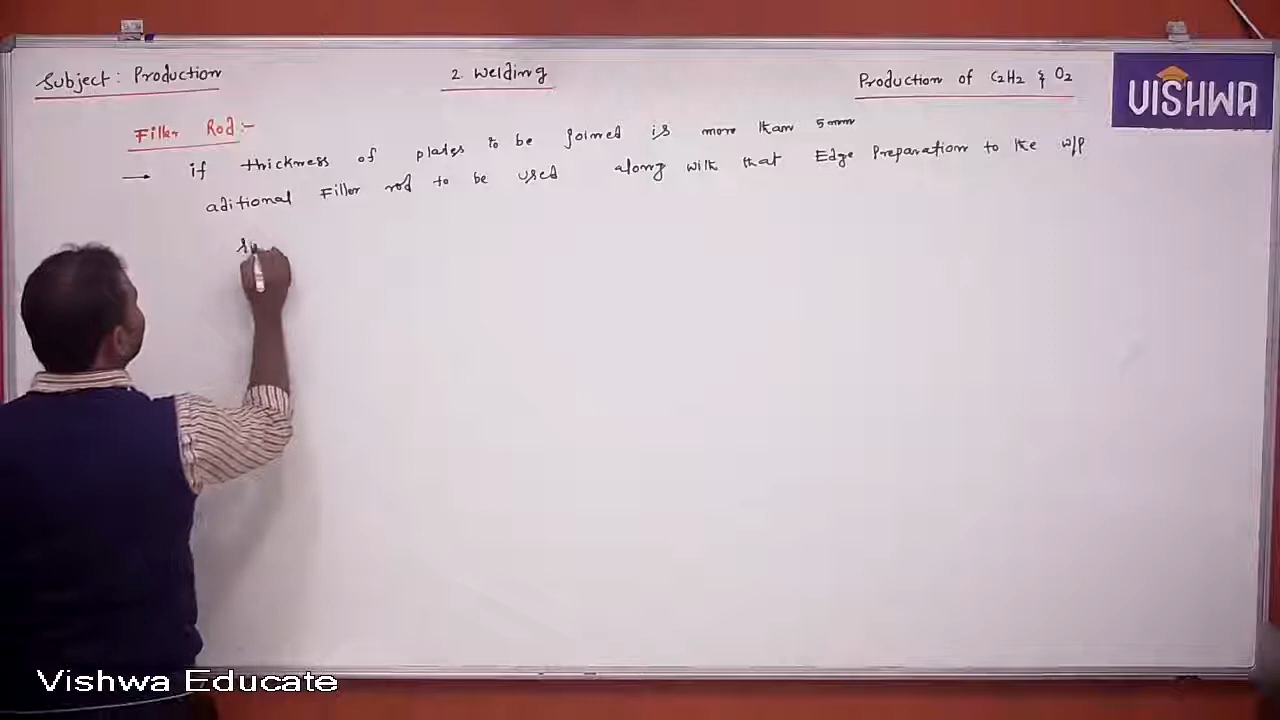 Subject: Production
2. Welding
Production of C2H2 & O2
VISHWA
Filler Rod:-
→ if thickness of plates to be joined is more than 5mm
aditional Filler rod to be used along with that Edge Preparation to the w/p
Vishwa Educate